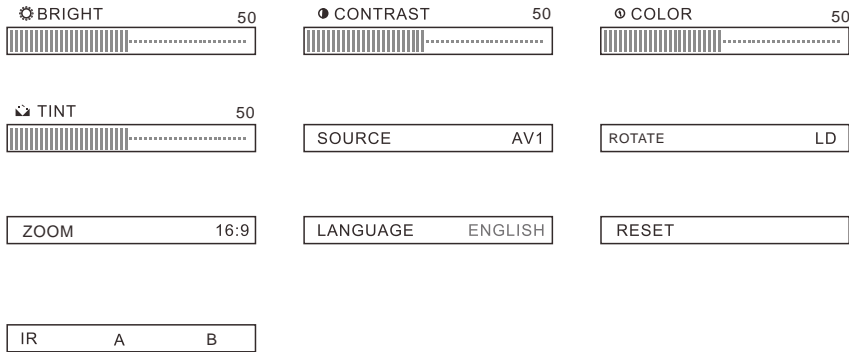 BRIGHT 50
CONTRAST 50
COLOR 50
TINT 50
SOURCE AV1
ROTATE LD
ZOOM 16:9
LANGUAGE ENGLISH
RESET
IR A B